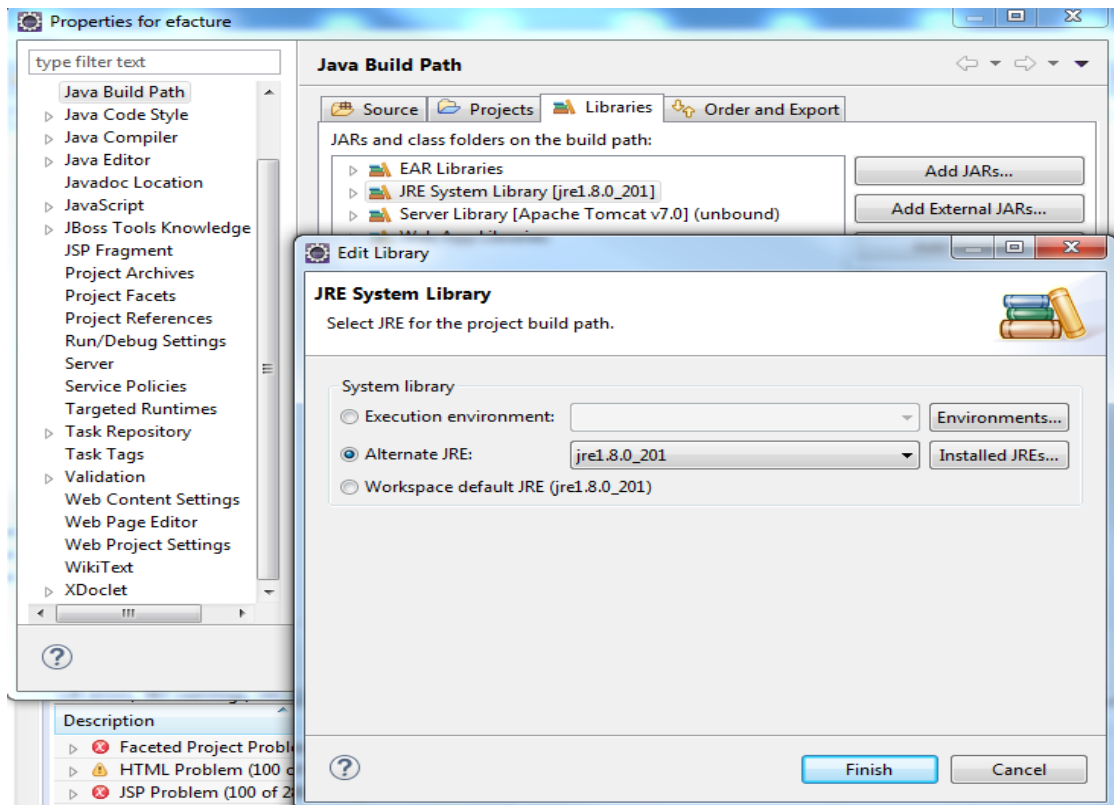 Properties for efacture
type filter text
Java Build Path
Java Code Style
Java Compiler
Java Editor
Javadoc Location
JavaScript
JBoss Tools Knowledge
JSP Fragment
Project Archives
Project Facets
Project References
Run/Debug Settings
Server
Service Policies
Targeted Runtimes
Task Repository
Task Tags
Validation
Web Content Settings
Web Page Editor
Web Project Settings
WikiText
XDoclet
Java Build Path
Source Projects Libraries Order and Export
JARs and class folders on the build path:
EAR Libraries
JRE System Library [jre1.8.0_201]
Server Library [Apache Tomcat v7.0] (unbound)
Add JARs...
Add External JARs...
Edit Library
JRE System Library
Select JRE for the project build path.
System library
Execution environment: Environments...
Alternate JRE: jre1.8.0_201 Installed JREs...
Workspace default JRE (jre1.8.0_201)
Finish Cancel
Description
Faceted Project Proble
HTML Problem (100 o
JSP Problem (100 of 2